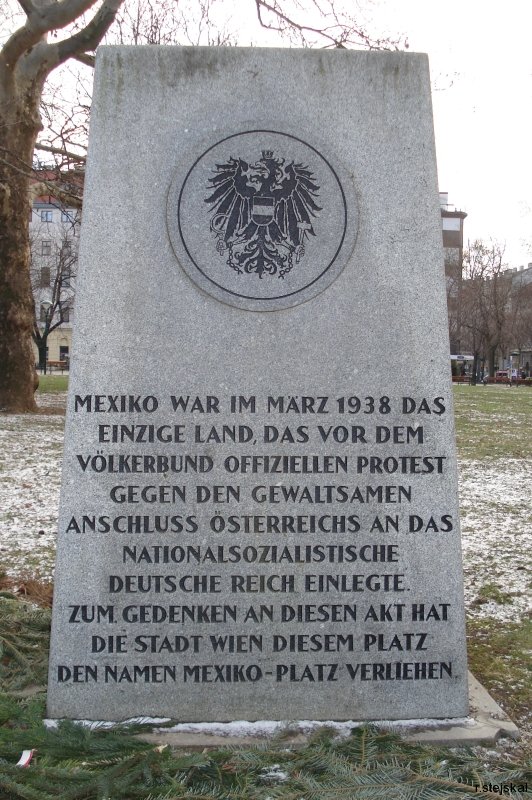 MEXIKO WAR IM MÄRZ 1938 DAS
EINZIGE LAND, DAS VOR DEM
VÖLKERBUND OFFIZIELLEN PROTEST
GEGEN DEN GEWALTSAMEN
ANSCHLUSS ÖSTERREICHS AN DAS
NATIONALSOZIALISTISCHE
DEUTSCHE REICH EINLEGTE.
ZUM GEDENKEN AN DIESEN AKT HAT
DIE STADT WIEN DIESEM PLATZ
DEN NAMEN MEXIKO-PLATZ VERLIEHEN.
r.stejskal